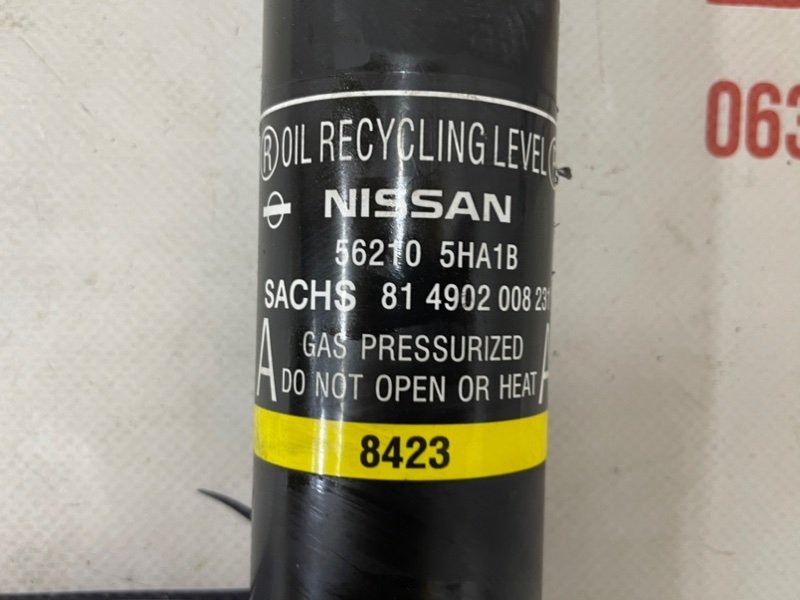 Ⓡ OIL RECYCLING LEVEL
NISSAN
56210 5HA1B
SACHS 81 4902 008 231
A GAS PRESSURIZED A
DO NOT OPEN OR HEAT
8423
063